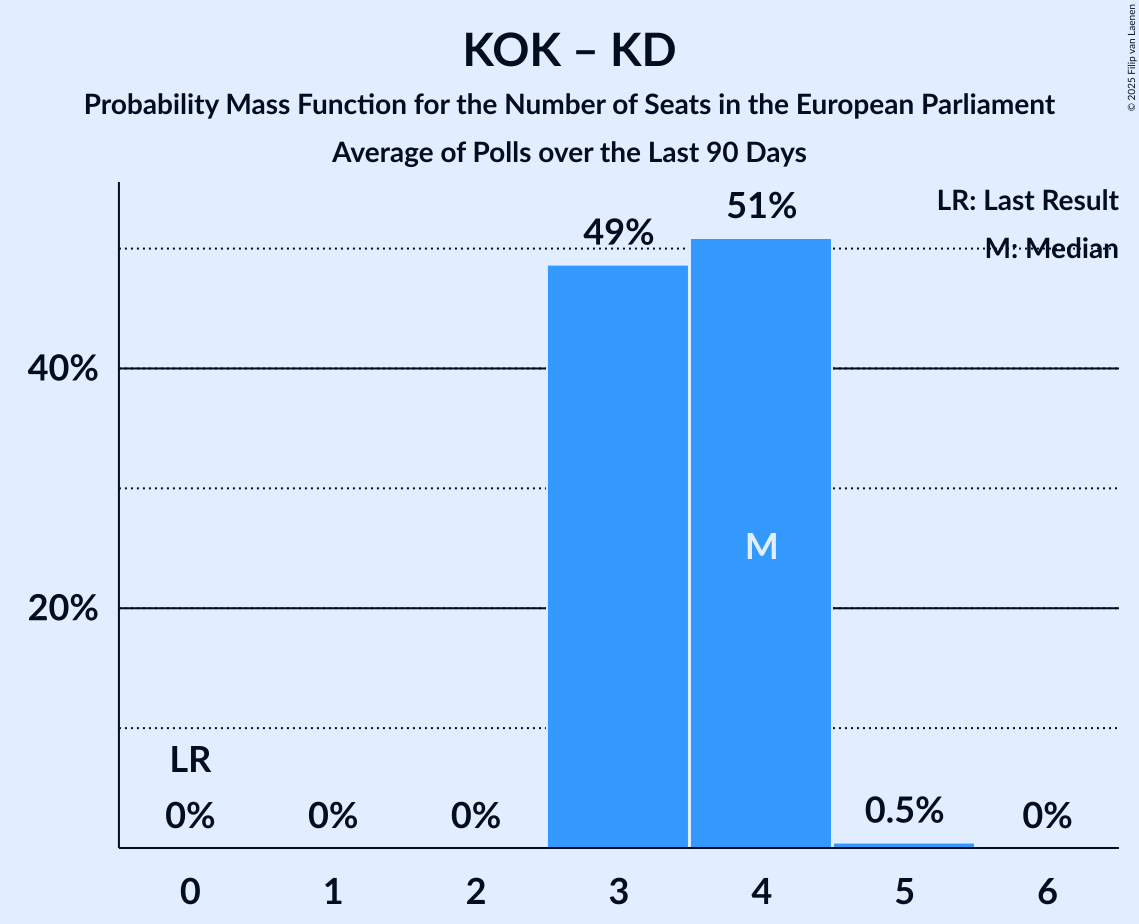 KOK – KD
Probability Mass Function for the Number of Seats in the European Parliament
Average of Polls over the Last 90 Days
© 2025 Filip van Laenen
LR: Last Result
M: Median
49%
51%
40%
20%
M
LR
0%
0%
0%
0.5%
0%
0
1
2
3
4
5
6